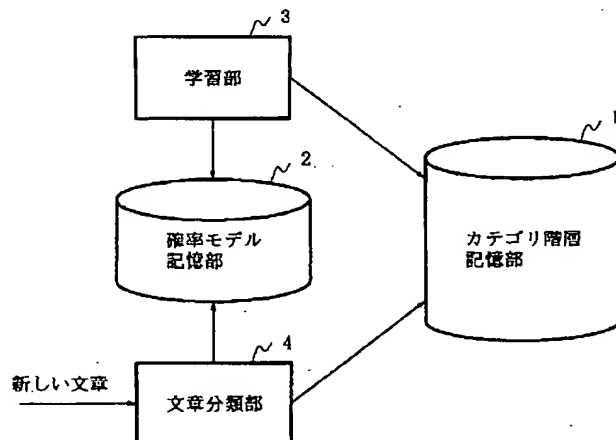 3
学習部
1
2
確率モデル
記憶部
カテゴリ階層
記憶部
4
新しい文章
文章分類部